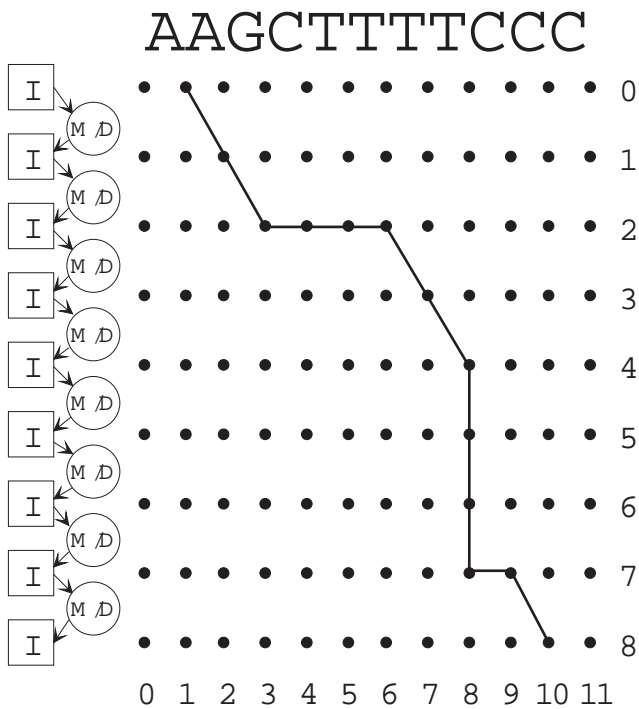 AAGCTTTTCCC
I 0
M/D
I 1
M/D
I 2
M/D
I 3
M/D
I 4
M/D
I 5
M/D
I 6
M/D
I 7
M/D
I 8
0 1 2 3 4 5 6 7 8 9 10 11